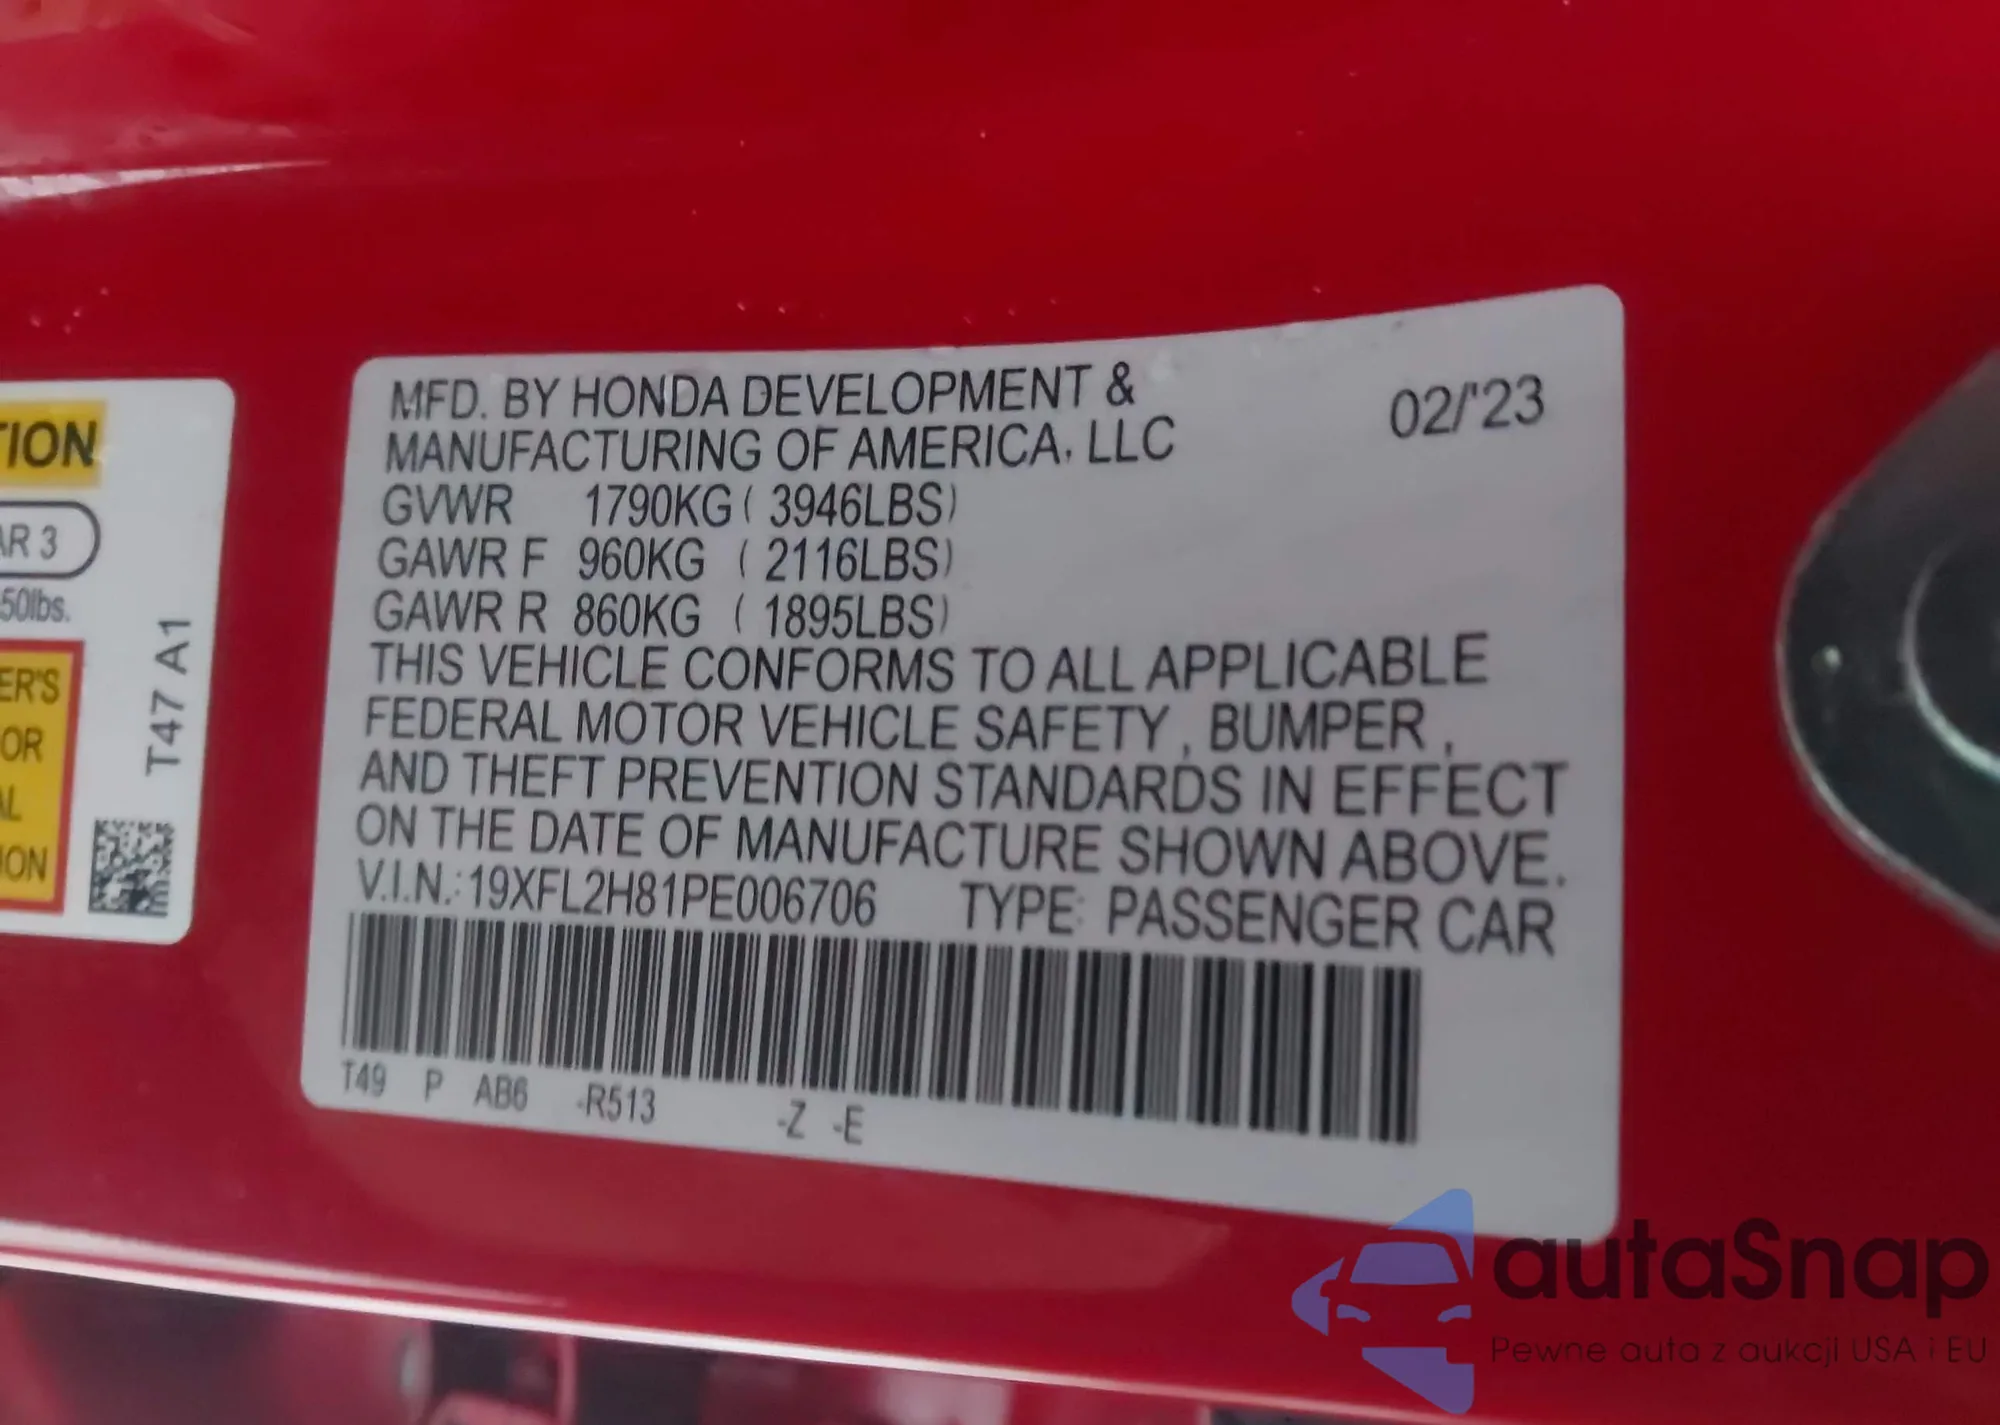 TION
AR 3
50lbs.
ER'S
OR
AL
ION
T47 A1
MFD. BY HONDA DEVELOPMENT &
MANUFACTURING OF AMERICA, LLC
02/'23
GVWR 1790KG ( 3946LBS)
GAWR F 960KG ( 2116LBS)
GAWR R 860KG ( 1895LBS)
THIS VEHICLE CONFORMS TO ALL APPLICABLE
FEDERAL MOTOR VEHICLE SAFETY , BUMPER ,
AND THEFT PREVENTION STANDARDS IN EFFECT
ON THE DATE OF MANUFACTURE SHOWN ABOVE.
V.I.N.: 19XFL2H81PE006706 TYPE: PASSENGER CAR
T49 P AB6 -R513 -Z -E
autaSnap
Pewne auta z aukcji USA i EU